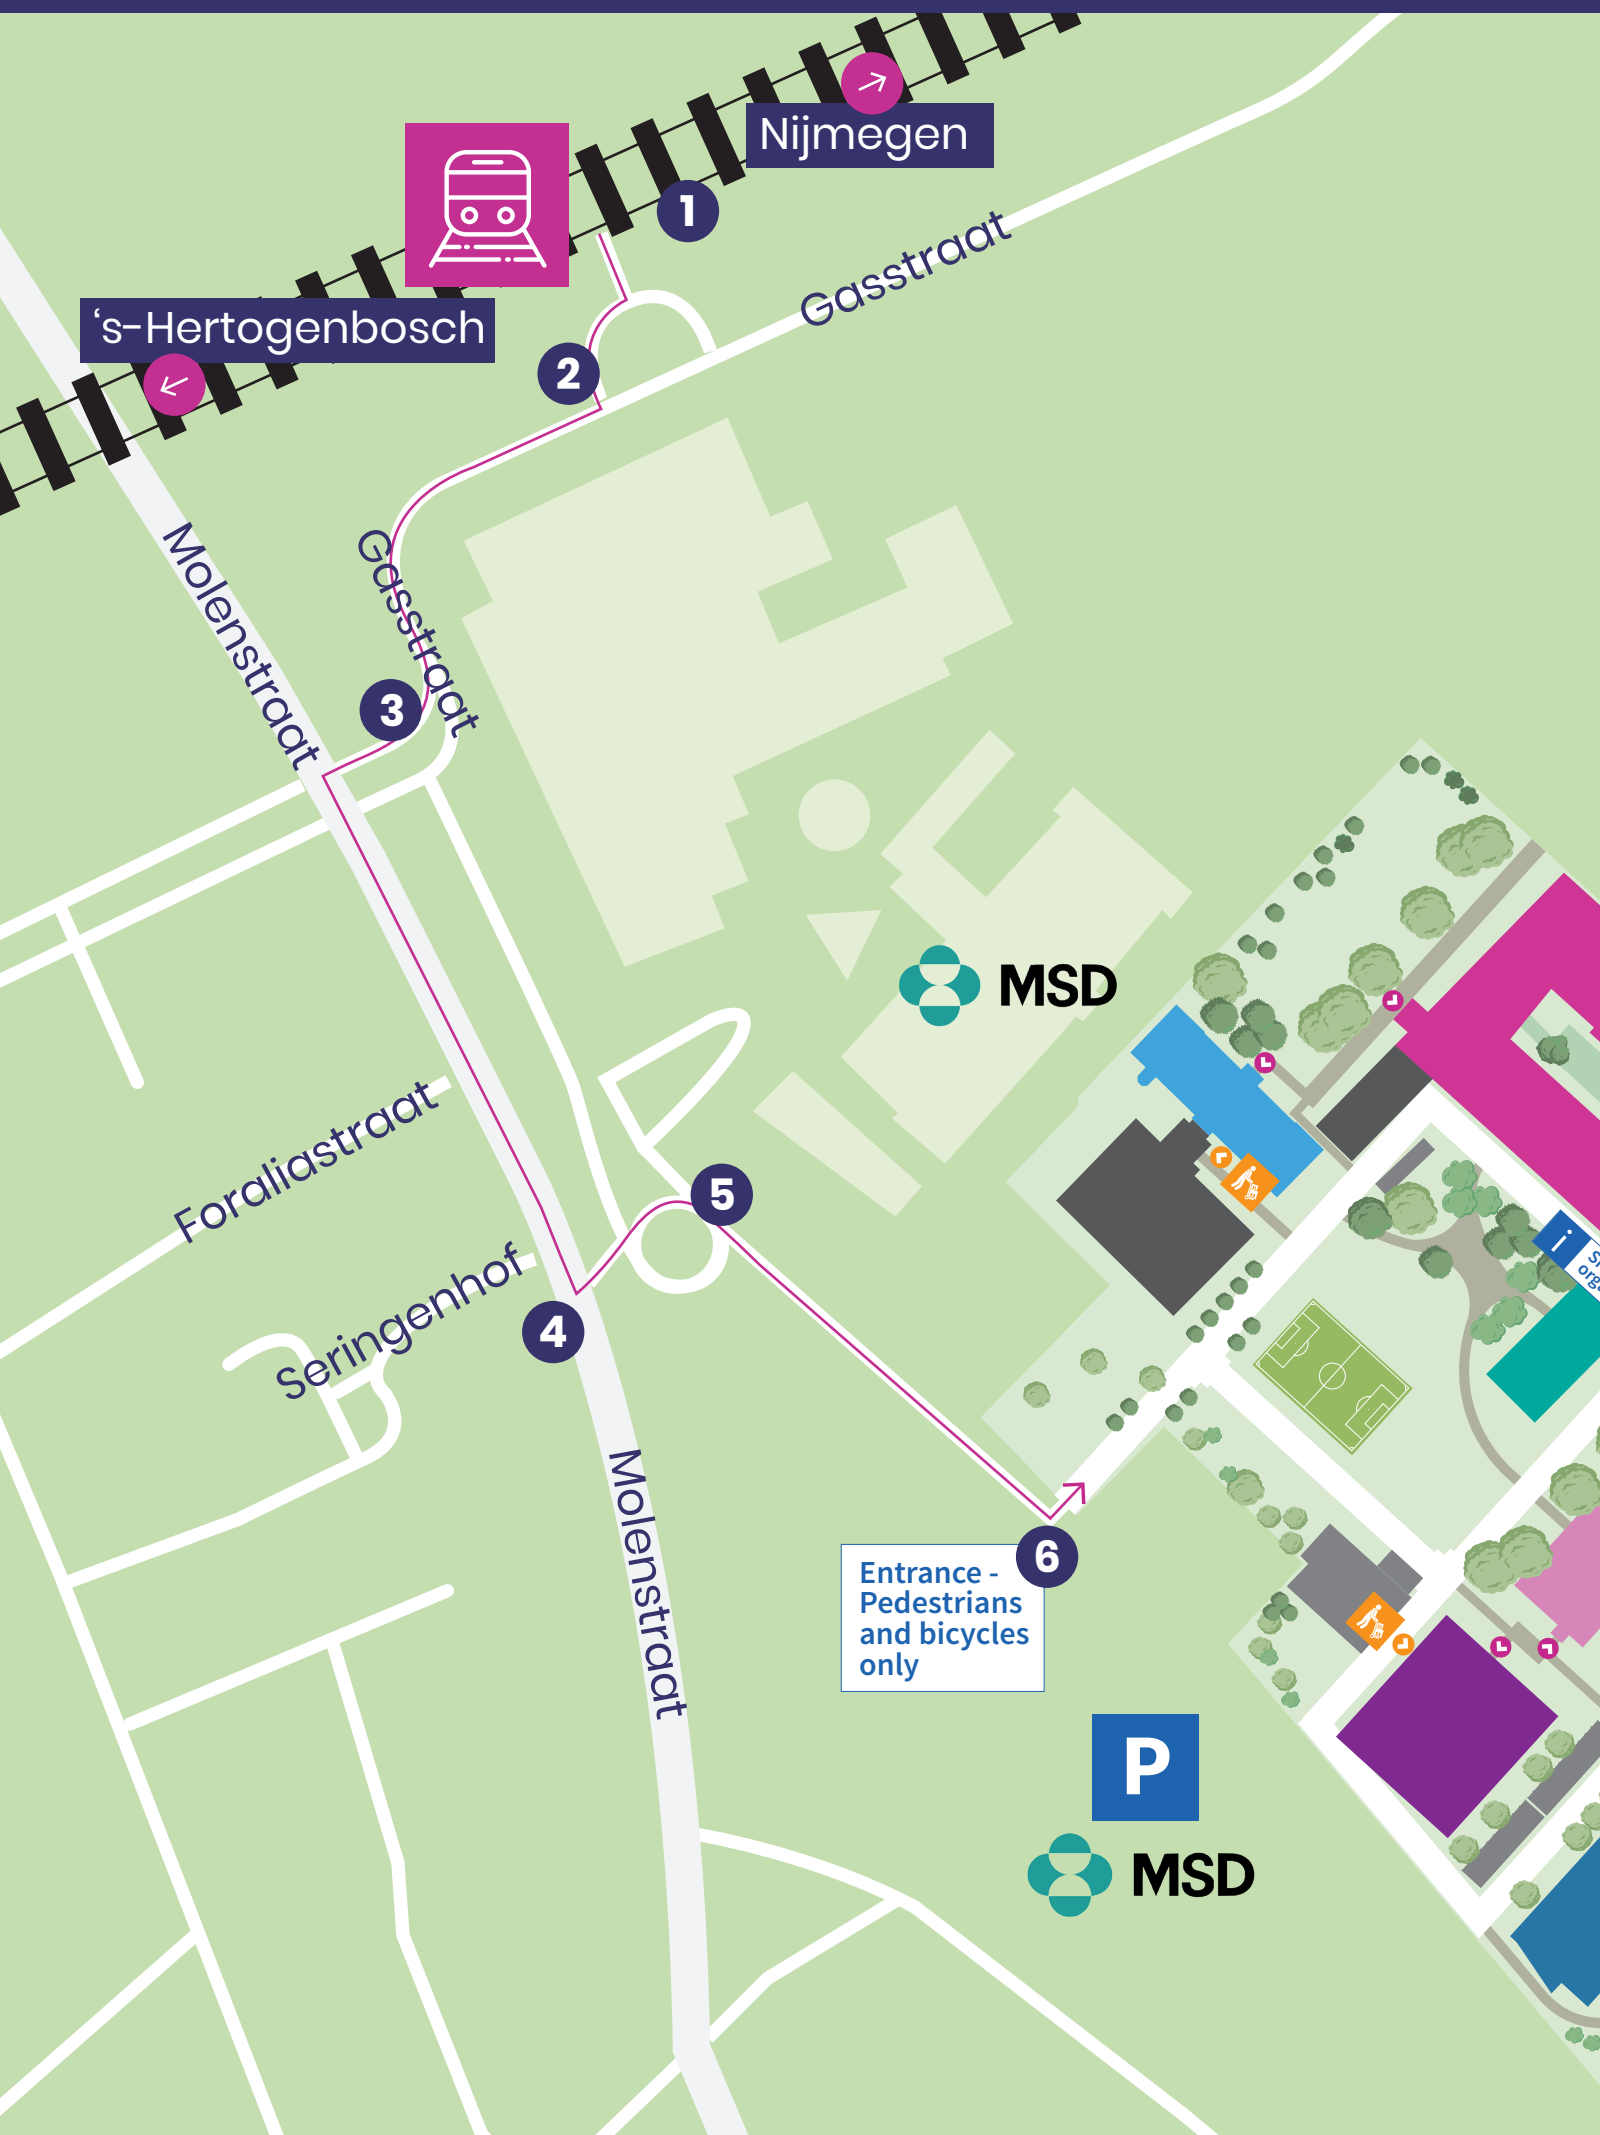 Nijmegen
1
Gasstraat
's-Hertogenbosch
2
Molenstraat
Gasstraat
3
MSD
Foraliastraat
5
i
Seringenhof
4
Molenstraat
6
Entrance -
Pedestrians
and bicycles
only
P
MSD